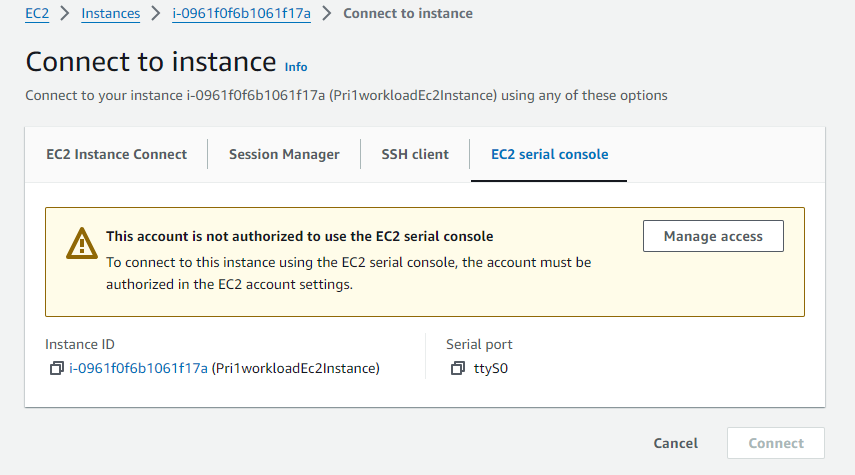 EC2 > Instances > i-0961f0f6b1061f17a > Connect to instance
Connect to instance Info
Connect to your instance i-0961f0f6b1061f17a (Pri1workloadEc2Instance) using any of these options
EC2 Instance Connect Session Manager SSH client EC2 serial console
This account is not authorized to use the EC2 serial console
To connect to this instance using the EC2 serial console, the account must be
authorized in the EC2 account settings.
Manage access
Instance ID
i-0961f0f6b1061f17a (Pri1workloadEc2Instance)
Serial port
ttyS0
Cancel Connect